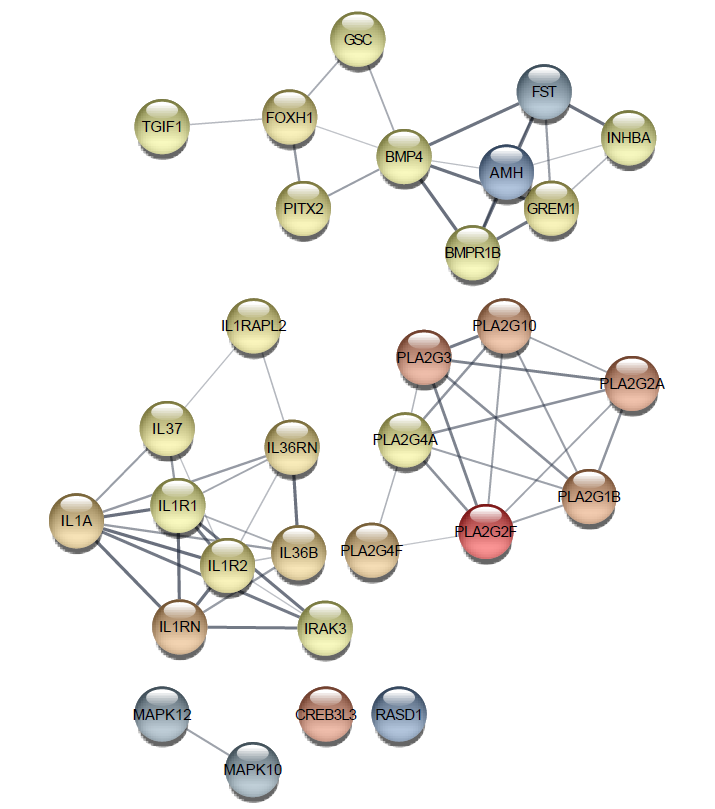 GSC
FST
FOXH1
TGIF1
INHBA
BMP4
AMH
PITX2
GREM1
BMPR1B
IL1RAPL2
PLA2G10
PLA2G3
PLA2G2A
IL37
PLA2G4A
IL36RN
IL1R1
PLA2G1B
IL1A
PLA2G2F
PLA2G4F
IL36B
IL1R2
IL1RN
IRAK3
MAPK12
CREB3L3
RASD1
MAPK10